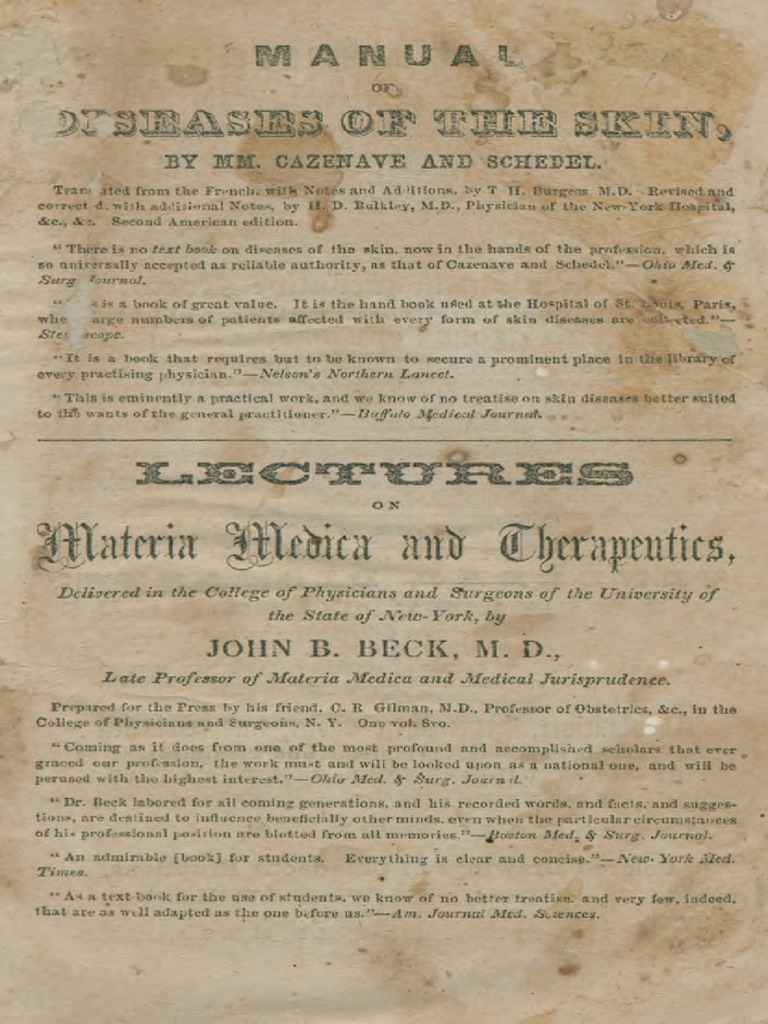 MANUAL
OF
DISEASES OF THE SKIN,
BY MM. CAZENAVE AND SCHEDEL.
Translated from the French, with Notes and Additions, by T H. Burgess M.D. Revised and
corrected, with additional Notes, by H. D. Bulkley, M.D., Physician of the New-York Hospital,
&c., &c. Second American edition.
"There is no text book on diseases of the skin, now in the hands of the profession, which is
so universally accepted as reliable authority, as that of Cazenave and Schedel."—Ohio Med. &
Surg Journal.
" is a book of great value. It is the hand book used at the Hospital of St. Louis, Paris,
whe arge numbers of patients affected with every form of skin diseases are collected."—
Ste scope.
"It is a book that requires but to be known to secure a prominent place in the library of
every practising physician."—Nelson's Northern Lancet.
"This is eminently a practical work, and we know of no treatise on skin diseases better suited
to the wants of the general practitioner."—Buffalo Medical Journal.
LECTURES
ON
Materia Medica and Therapeutics,
Delivered in the College of Physicians and Surgeons of the University of
the State of New-York, by
JOHN B. BECK, M. D.,
Late Professor of Materia Medica and Medical Jurisprudence.
Prepared for the Press by his friend, C. R Gilman, M.D., Professor of Obstetrics, &c., in the
College of Physicians and Surgeons, N. Y. One vol. 8vo.
"Coming as it does from one of the most profound and accomplished scholars that ever
graced our profession, the work must and will be looked upon as a national one, and will be
perused with the highest interest."—Ohio Med. & Surg. Journal.
"Dr. Beck labored for all coming generations, and his recorded words, and facts, and sugges-
tions, are destined to influence beneficially other minds, even when the particular circumstances
of his professional position are blotted from all memories."—Boston Med. & Surg. Journal.
"An admirable [book] for students. Everything is clear and concise."—New-York Med.
Times.
"As a text-book for the use of students, we know of no better treatise, and very few, indeed,
that are as well adapted as the one before us."—Am. Journal Med. Sciences.